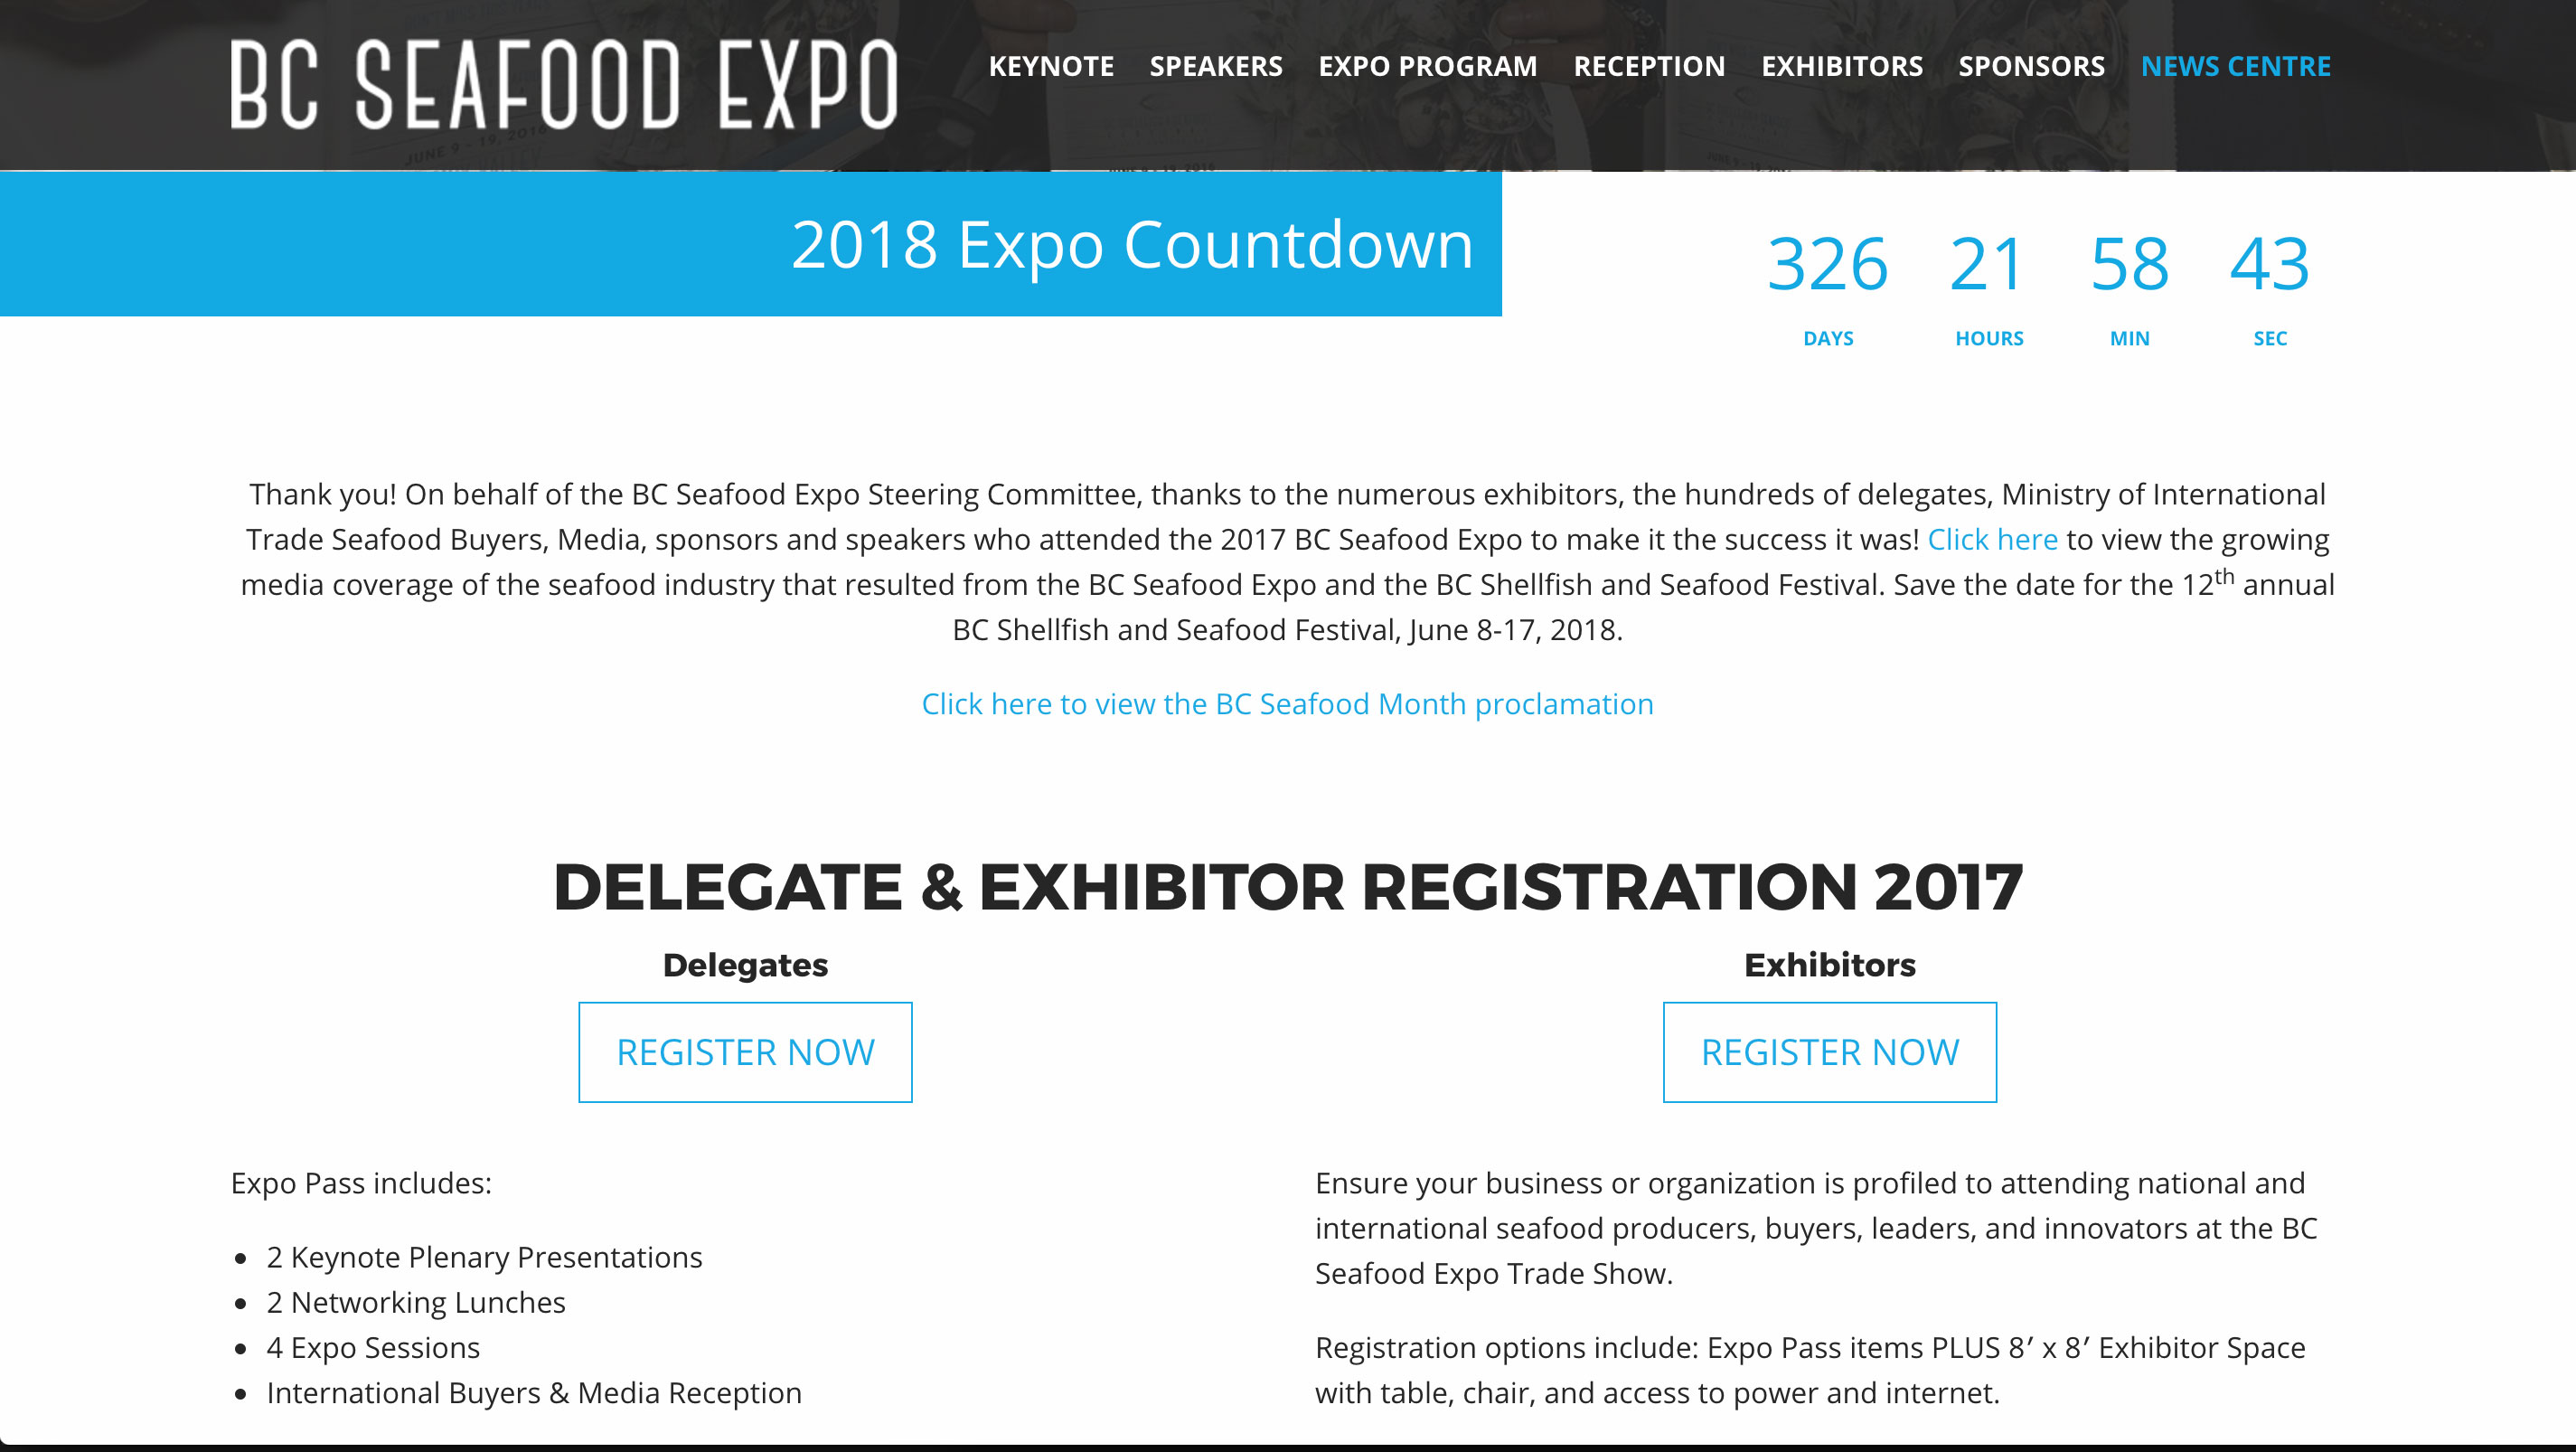 BC SEAFOOD EXPO
KEYNOTE SPEAKERS EXPO PROGRAM RECEPTION EXHIBITORS SPONSORS NEWS CENTRE
JUNE 9 - 19, 2016
2018 Expo Countdown
326 21 58 43
DAYS HOURS MIN SEC
Thank you! On behalf of the BC Seafood Expo Steering Committee, thanks to the numerous exhibitors, the hundreds of delegates, Ministry of International
Trade Seafood Buyers, Media, sponsors and speakers who attended the 2017 BC Seafood Expo to make it the success it was! Click here to view the growing
media coverage of the seafood industry that resulted from the BC Seafood Expo and the BC Shellfish and Seafood Festival. Save the date for the 12th annual
BC Shellfish and Seafood Festival, June 8-17, 2018.
Click here to view the BC Seafood Month proclamation
DELEGATE & EXHIBITOR REGISTRATION 2017
Delegates
REGISTER NOW
Expo Pass includes:
• 2 Keynote Plenary Presentations
• 2 Networking Lunches
• 4 Expo Sessions
• International Buyers & Media Reception
Exhibitors
REGISTER NOW
Ensure your business or organization is profiled to attending national and
international seafood producers, buyers, leaders, and innovators at the BC
Seafood Expo Trade Show.
Registration options include: Expo Pass items PLUS 8′ x 8′ Exhibitor Space
with table, chair, and access to power and internet.